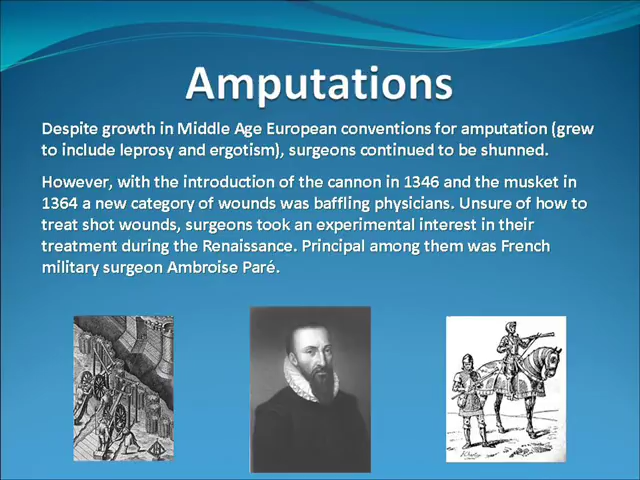 Amputations
Despite growth in Middle Age European conventions for amputation (grew
to include leprosy and ergotism), surgeons continued to be shunned.
However, with the introduction of the cannon in 1346 and the musket in
1364 a new category of wounds was baffling physicians. Unsure of how to
treat shot wounds, surgeons took an experimental interest in their
treatment during the Renaissance. Principal among them was French
military surgeon Ambroise Paré.